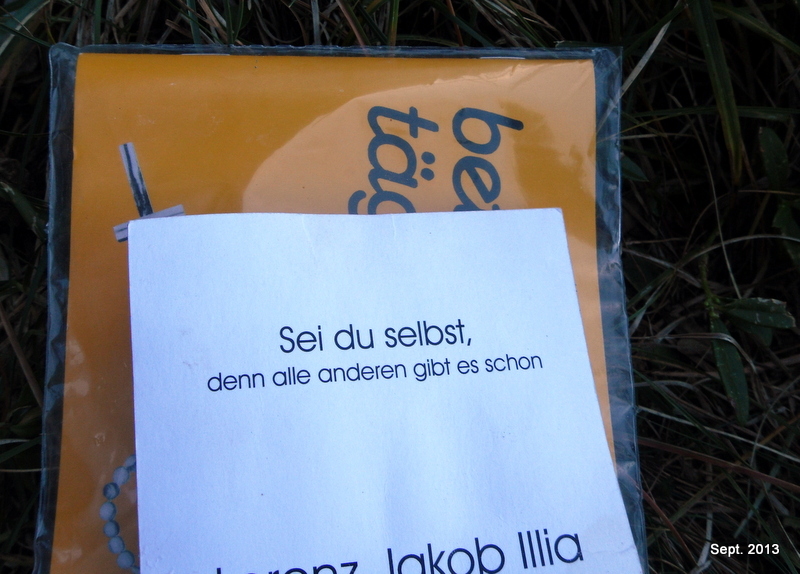 Sei du selbst,
denn alle anderen gibt es schon
Jakob Illia
Sept. 2013